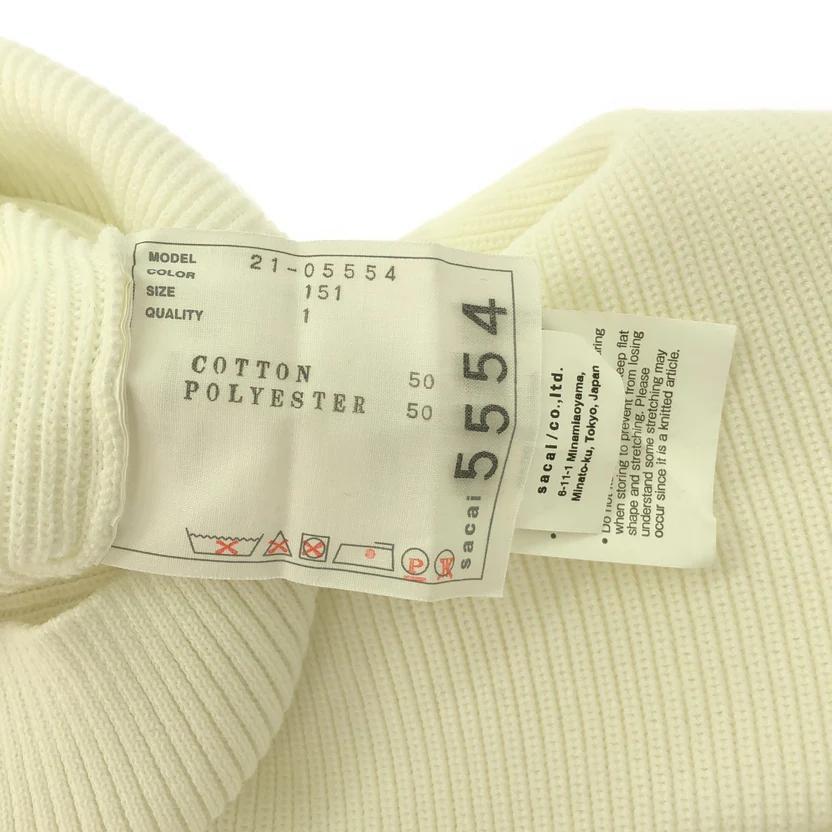 MODEL 21-05554
COLOR 151
SIZE 1
QUALITY
COTTON 50
POLYESTER 50
P
sacai 5554
sacai/co.,ltd.
6-11-1 Minamiaoyama,
Minato-ku, Tokyo, Japan
• Do not
when storing to prevent from losing
shape and stretching. Please
understand some stretching may
occur since it is a knitted article.